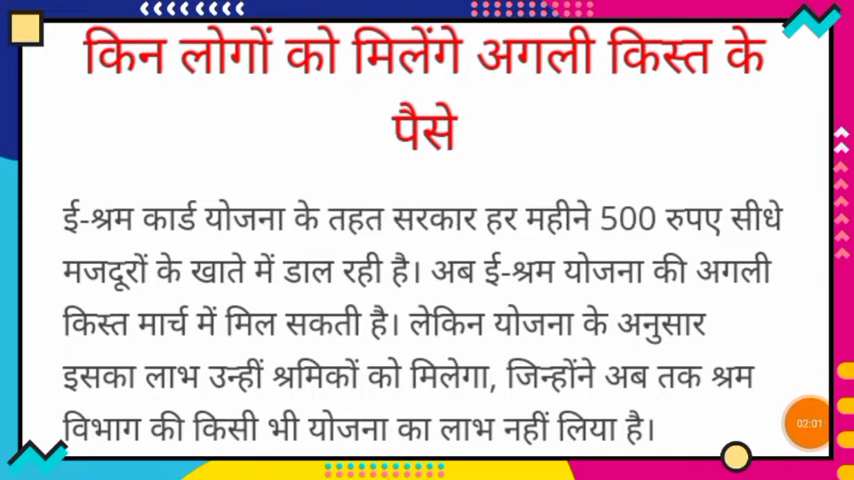 किन लोगों को मिलेंगे अगली किस्त के
पैसे
ई-श्रम कार्ड योजना के तहत सरकार हर महीने 500 रुपए सीधे
मजदूरों के खाते में डाल रही है। अब ई-श्रम योजना की अगली
किस्त मार्च में मिल सकती है। लेकिन योजना के अनुसार
इसका लाभ उन्हीं श्रमिकों को मिलेगा, जिन्होंने अब तक श्रम
विभाग की किसी भी योजना का लाभ नहीं लिया है।
02:01